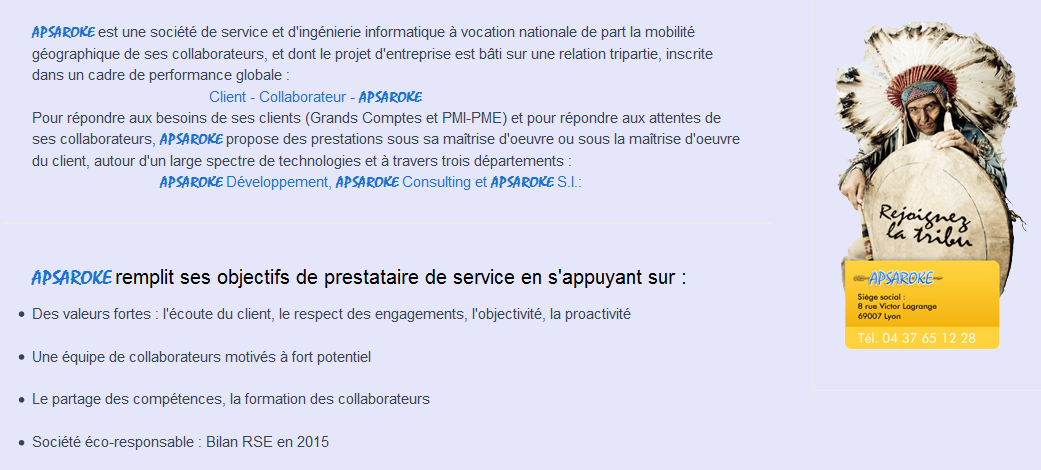 APSAROKE est une société de service et d'ingénierie informatique à vocation nationale de part la mobilité
géographique de ses collaborateurs, et dont le projet d'entreprise est bâti sur une relation tripartie, inscrite
dans un cadre de performance globale :
Client - Collaborateur - APSAROKE
Pour répondre aux besoins de ses clients (Grands Comptes et PMI-PME) et pour répondre aux attentes de
ses collaborateurs, APSAROKE propose des prestations sous sa maîtrise d'oeuvre ou sous la maîtrise d'oeuvre
du client, autour d'un large spectre de technologies et à travers trois départements :
APSAROKE Développement, APSAROKE Consulting et APSAROKE S.I.:
APSAROKE remplit ses objectifs de prestataire de service en s'appuyant sur :
• Des valeurs fortes : l'écoute du client, le respect des engagements, l'objectivité, la proactivité
• Une équipe de collaborateurs motivés à fort potentiel
• Le partage des compétences, la formation des collaborateurs
• Société éco-responsable : Bilan RSE en 2015
Rejoignez
la tribu
APSAROKE
Siège social :
8 rue Victor Lagrange
69007 Lyon
Tél. 04 37 65 12 28